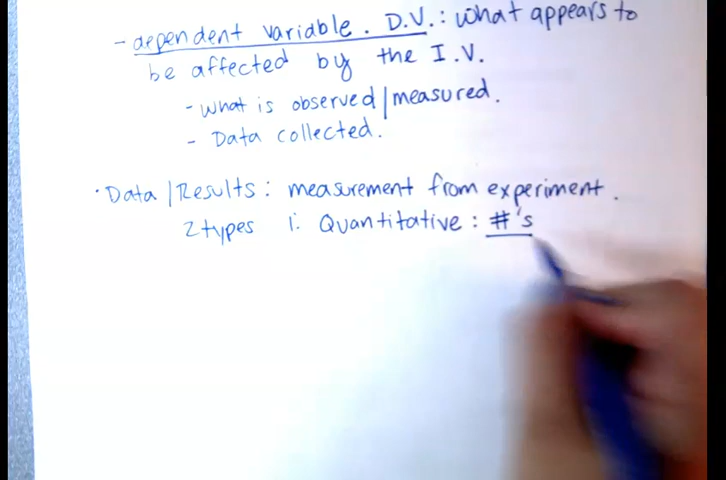 - dependent variable. D.V.: what appears to
be affected by the I.V.
- what is observed/measured.
- Data collected.
· Data/Results: measurement from experiment.
2 types 1. Quantitative: #'s